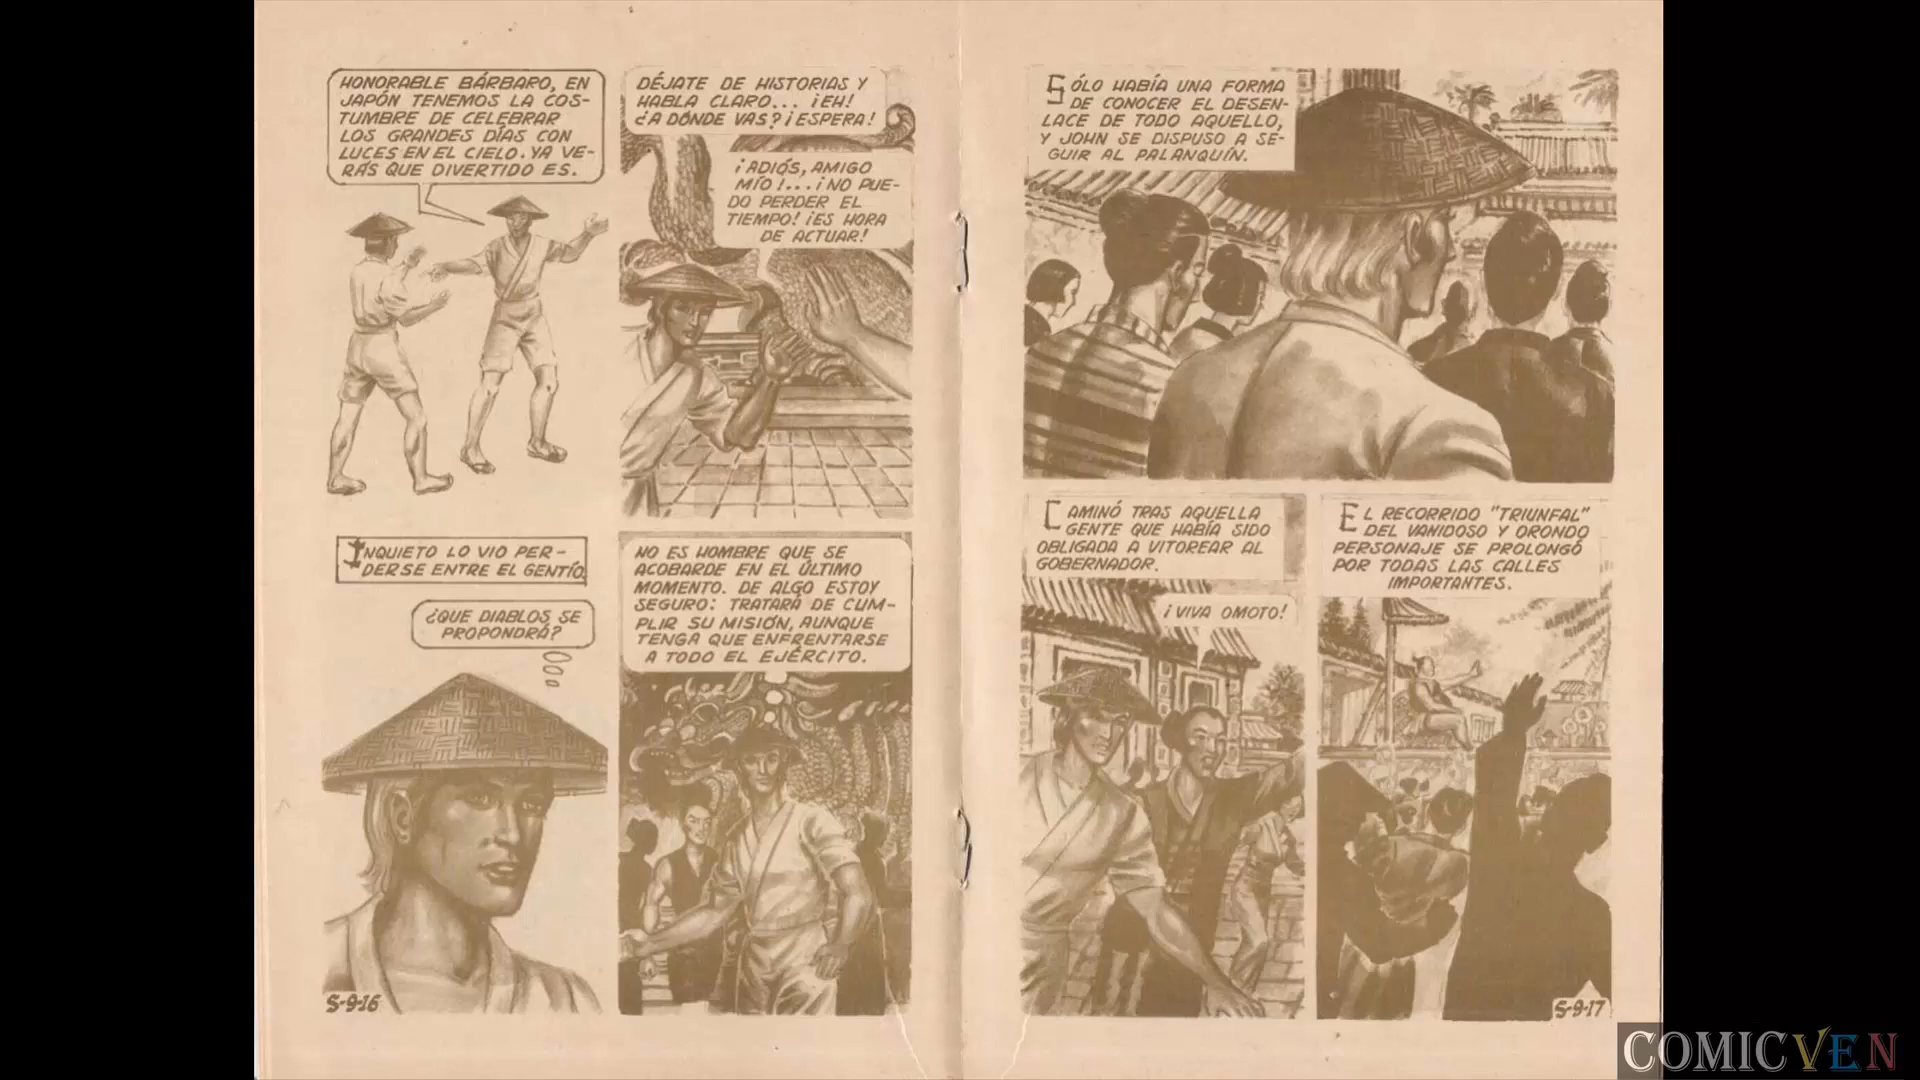 HONORABLE BÁRBARO, EN
JAPÓN TENEMOS LA COS-
TUMBRE DE CELEBRAR
LOS GRANDES DÍAS CON
LUCES EN EL CIELO. YA VE-
RÁS QUE DIVERTIDO ES.
DÉJATE DE HISTORIAS Y
HABLA CLARO... ¡EH!
¿A DÓNDE VAS? ¡ESPERA!
¡ADIÓS, AMIGO
MÍO!...¡NO PUE-
DO PERDER EL
TIEMPO! ¡ES HORA
DE ACTUAR!
INQUIETO LO VIO PER-
DERSE ENTRE EL GENTÍO.
¿QUE DIABLOS SE
PROPONDRÁ?
NO ES HOMBRE QUE SE
ACOBARDE EN EL ÚLTIMO
MOMENTO. DE ALGO ESTOY
SEGURO: TRATARÁ DE CUM-
PLIR SU MISIÓN, AUNQUE
TENGA QUE ENFRENTARSE
A TODO EL EJÉRCITO.
5-9-16
SÓLO HABÍA UNA FORMA
DE CONOCER EL DESEN-
LACE DE TODO AQUELLO,
Y JOHN SE DISPUSO A SE-
GUIR AL PALANQUÍN.
CAMINÓ TRAS AQUELLA
GENTE QUE HABÍA SIDO
OBLIGADA A VITOREAR AL
GOBERNADOR.
¡VIVA OMOTO!
EL RECORRIDO "TRIUNFAL"
DEL VANIDOSO Y ORONDO
PERSONAJE SE PROLONGÓ
POR TODAS LAS CALLES
IMPORTANTES.
5-9-17
COMICVEN